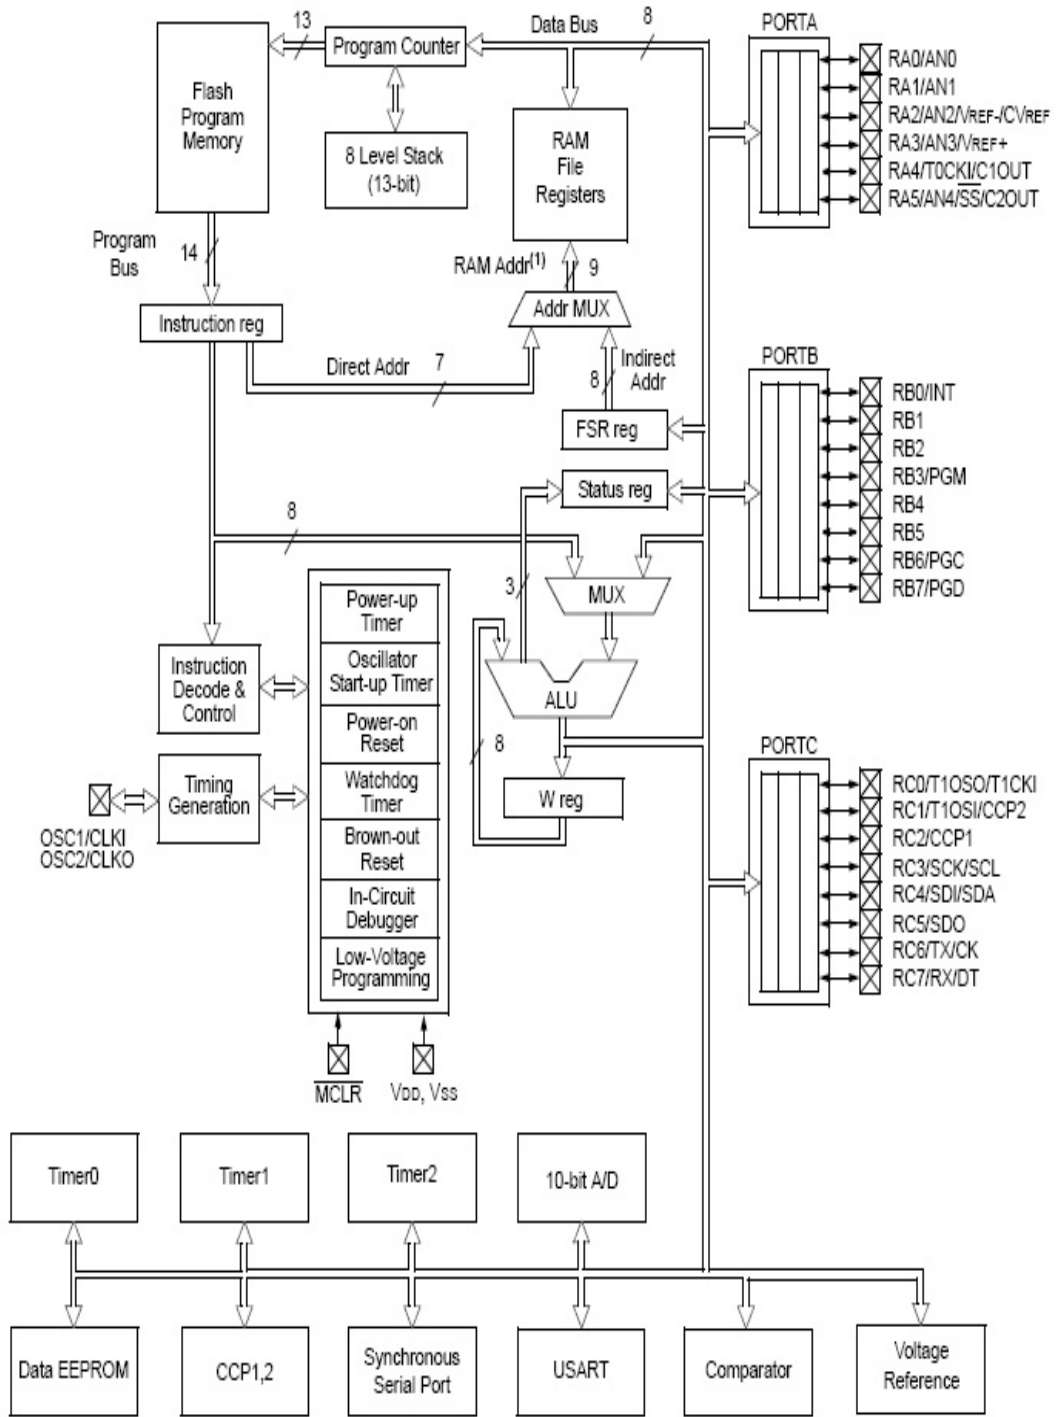 13
Data Bus
8
PORTA
Program Counter
Flash
Program
Memory
8 Level Stack
(13-bit)
RAM
File
Registers
RA0/AN0
RA1/AN1
RA2/AN2/VREF-/CVREF
RA3/AN3/VREF+
RA4/T0CKI/C1OUT
RA5/AN4/SS/C2OUT
Program
Bus
14
RAM Addr(1)
9
Addr MUX
Instruction reg
Direct Addr
7
Indirect
Addr
8
FSR reg
Status reg
PORTB
RB0/INT
RB1
RB2
RB3/PGM
RB4
RB5
RB6/PGC
RB7/PGD
8
3
MUX
Power-up
Timer
Oscillator
Start-up Timer
Power-on
Reset
Watchdog
Timer
Brown-out
Reset
In-Circuit
Debugger
Low-Voltage
Programming
Instruction
Decode &
Control
ALU
8
W reg
Timing
Generation
OSC1/CLKI
OSC2/CLKO
PORTC
RC0/T1OSO/T1CKI
RC1/T1OSI/CCP2
RC2/CCP1
RC3/SCK/SCL
RC4/SDI/SDA
RC5/SDO
RC6/TX/CK
RC7/RX/DT
MCLR
VDD, VSS
Timer0
Timer1
Timer2
10-bit A/D
Data EEPROM
CCP1,2
Synchronous
Serial Port
USART
Comparator
Voltage
Reference